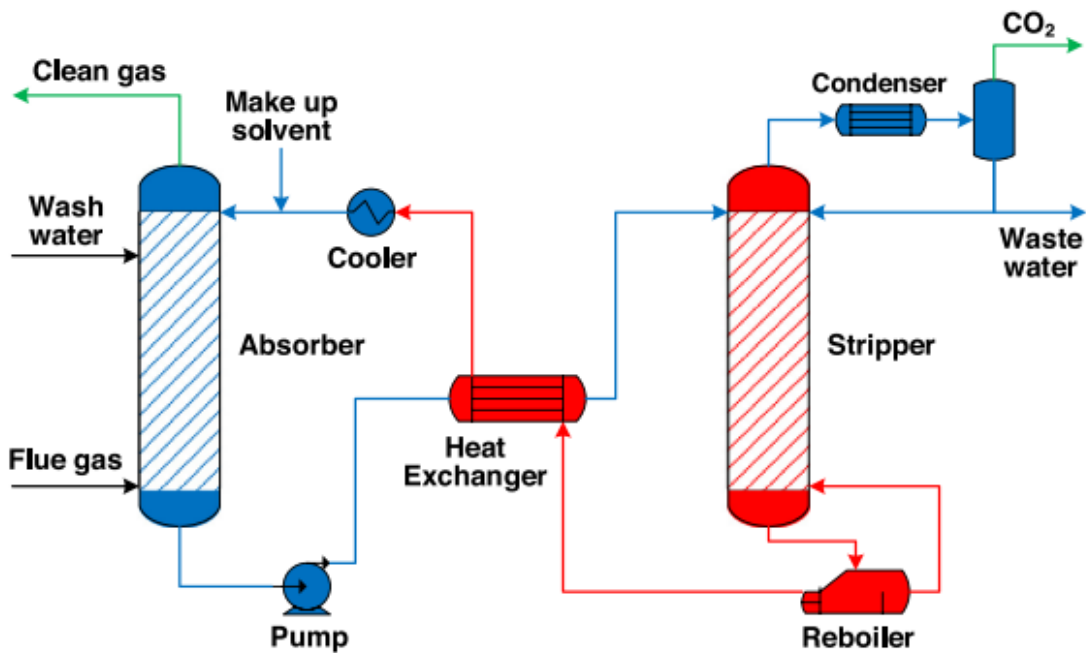 CO₂
Clean gas
Condenser
Make up
solvent
Wash
water
Cooler
Waste
water
Absorber
Stripper
Heat
Exchanger
Flue gas
Pump
Reboiler